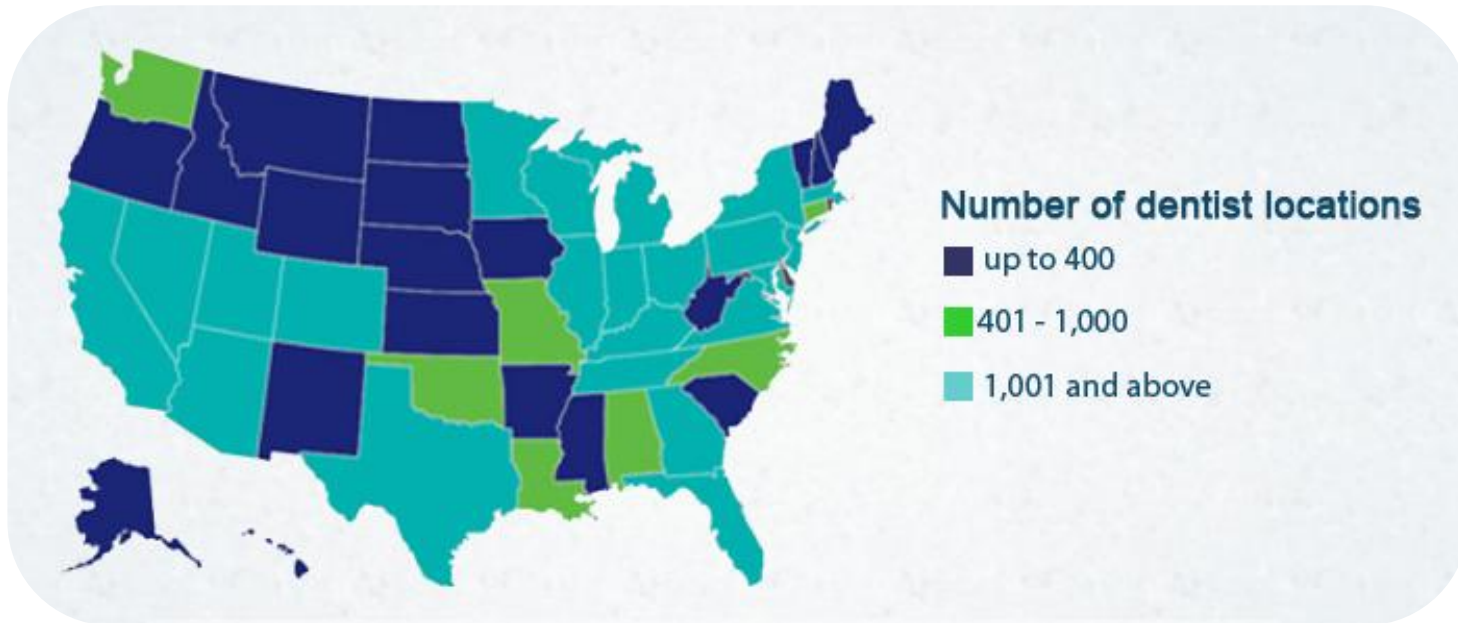 Number of dentist locations
up to 400
401 - 1,000
1,001 and above